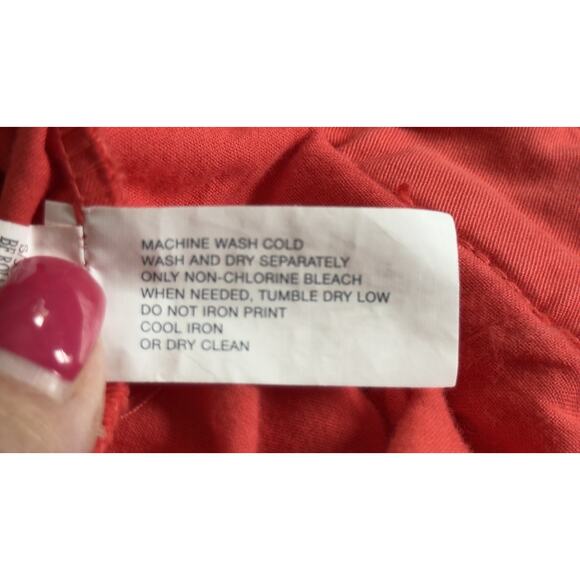 MACHINE WASH COLD
WASH AND DRY SEPARATELY
ONLY NON-CHLORINE BLEACH
WHEN NEEDED, TUMBLE DRY LOW
DO NOT IRON PRINT
COOL IRON
OR DRY CLEAN